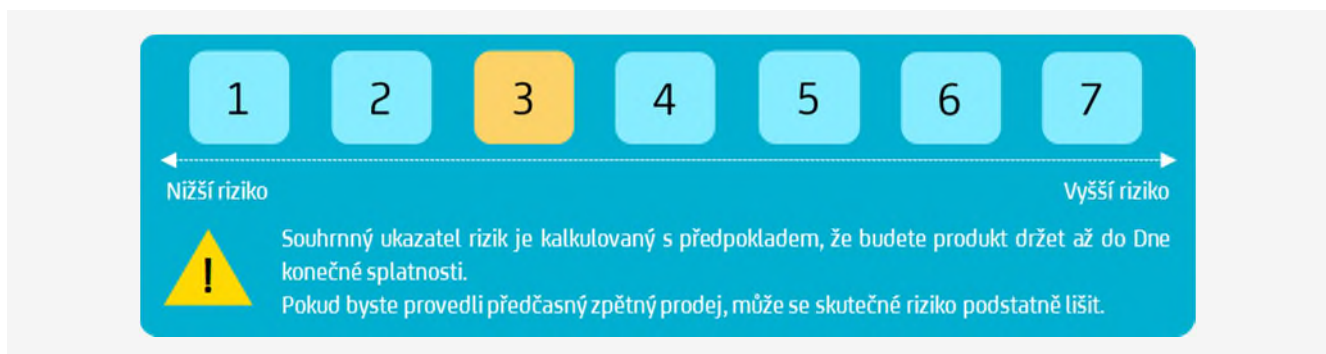 1 2 3 4 5 6 7
Nižší riziko Vyšší riziko
Souhrnný ukazatel rizik je kalkulovaný s předpokladem, že budete produkt držet až do Dne
konečné splatnosti.
Pokud byste provedli předčasný zpětný prodej, může se skutečné riziko podstatně lišit.